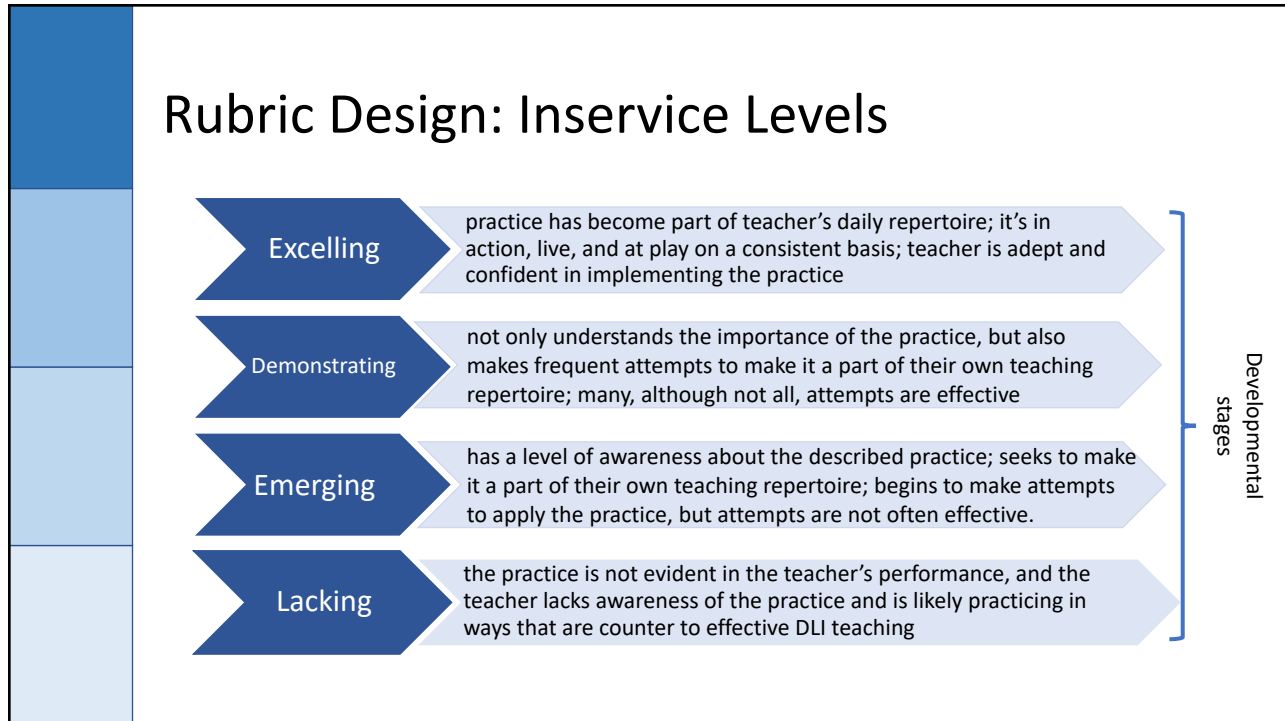 Rubric Design: Inservice Levels
Excelling
practice has become part of teacher’s daily repertoire; it’s in
action, live, and at play on a consistent basis; teacher is adept and
confident in implementing the practice
Demonstrating
not only understands the importance of the practice, but also
makes frequent attempts to make it a part of their own teaching
repertoire; many, although not all, attempts are effective
Emerging
has a level of awareness about the described practice; seeks to make
it a part of their own teaching repertoire; begins to make attempts
to apply the practice, but attempts are not often effective.
Lacking
the practice is not evident in the teacher’s performance, and the
teacher lacks awareness of the practice and is likely practicing in
ways that are counter to effective DLI teaching
Developmental
stages